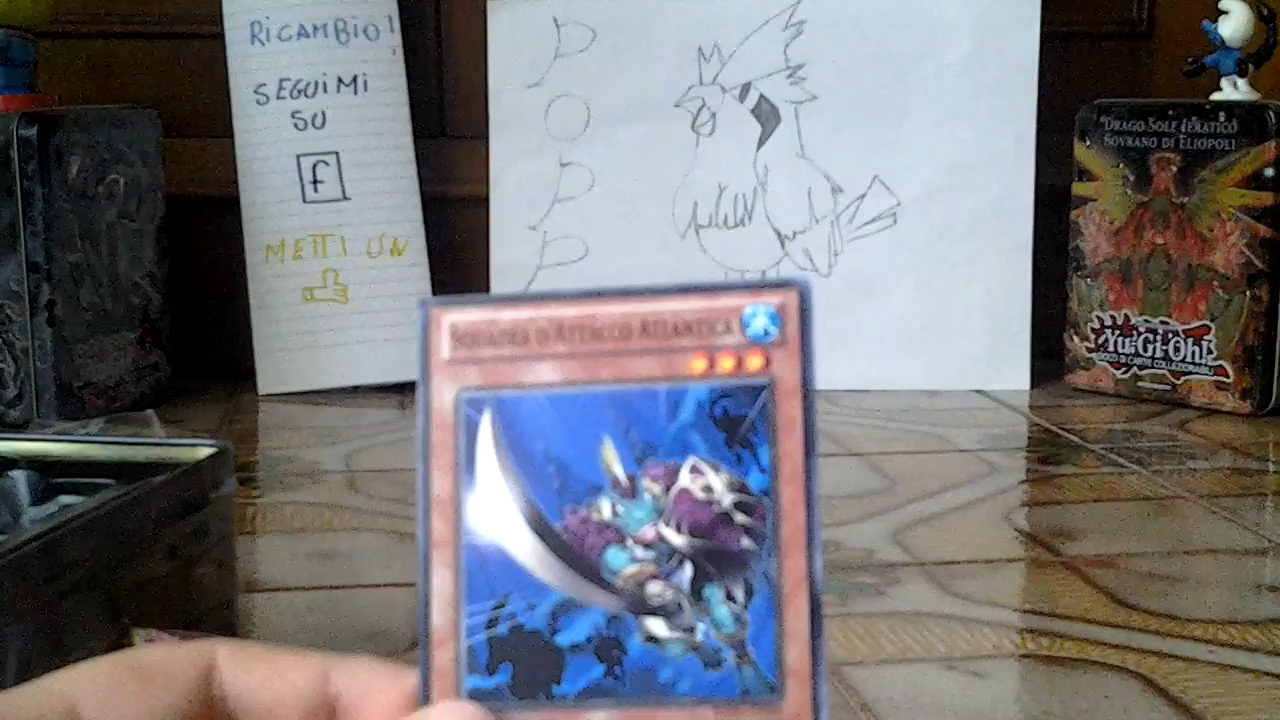 RICAMBIO!
SEGUIMI
SU
f
METTI UN
P
O
P
P
DRAGO SOLE FENATICO
SOVRANO DI ELIOPOLI
Yu-Gi-Oh!
GIOCO DI CARTE COLLEZIONABILI
SQUADRA D'ATTACCO ATLANTICA